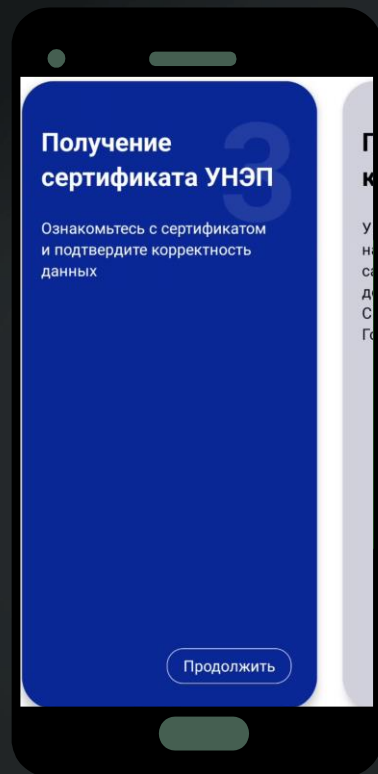 3
Получение
сертификата УНЭП
Ознакомьтесь с сертификатом
и подтвердите корректность
данных
Продолжить